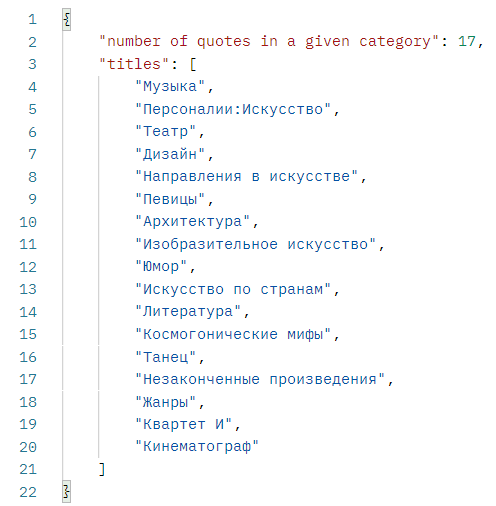 1 {
2 "number of quotes in a given category": 17,
3 "titles": [
4 "Музыка",
5 "Персоналии:Искусство",
6 "Театр",
7 "Дизайн",
8 "Направления в искусстве",
9 "Певицы",
10 "Архитектура",
11 "Изобразительное искусство",
12 "Юмор",
13 "Искусство по странам",
14 "Литература",
15 "Космогонические мифы",
16 "Танец",
17 "Незаконченные произведения",
18 "Жанры",
19 "Квартет И",
20 "Кинематограф"
21 ]
22 }